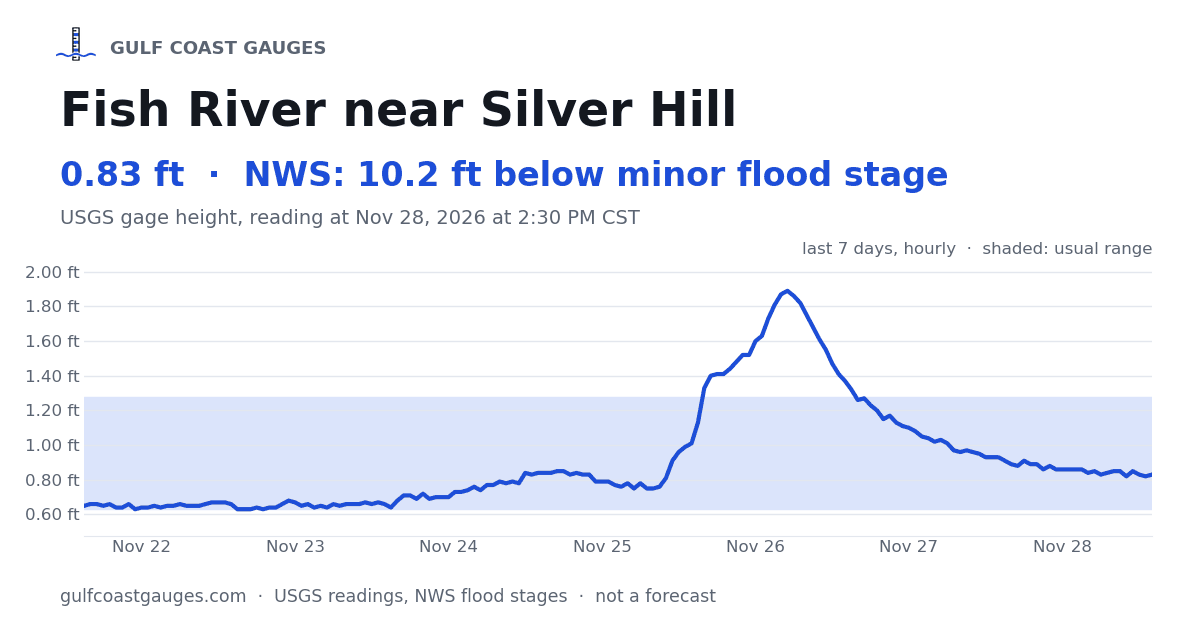 GULF COAST GAUGES
Fish River near Silver Hill
0.83 ft · NWS: 10.2 ft below minor flood stage
USGS gage height, reading at Nov 28, 2026 at 2:30 PM CST
last 7 days, hourly · shaded: usual range
2.00 ft
1.80 ft
1.60 ft
1.40 ft
1.20 ft
1.00 ft
0.80 ft
0.60 ft
Nov 22 Nov 23 Nov 24 Nov 25 Nov 26 Nov 27 Nov 28
gulfcoastgauges.com · USGS readings, NWS flood stages · not a forecast